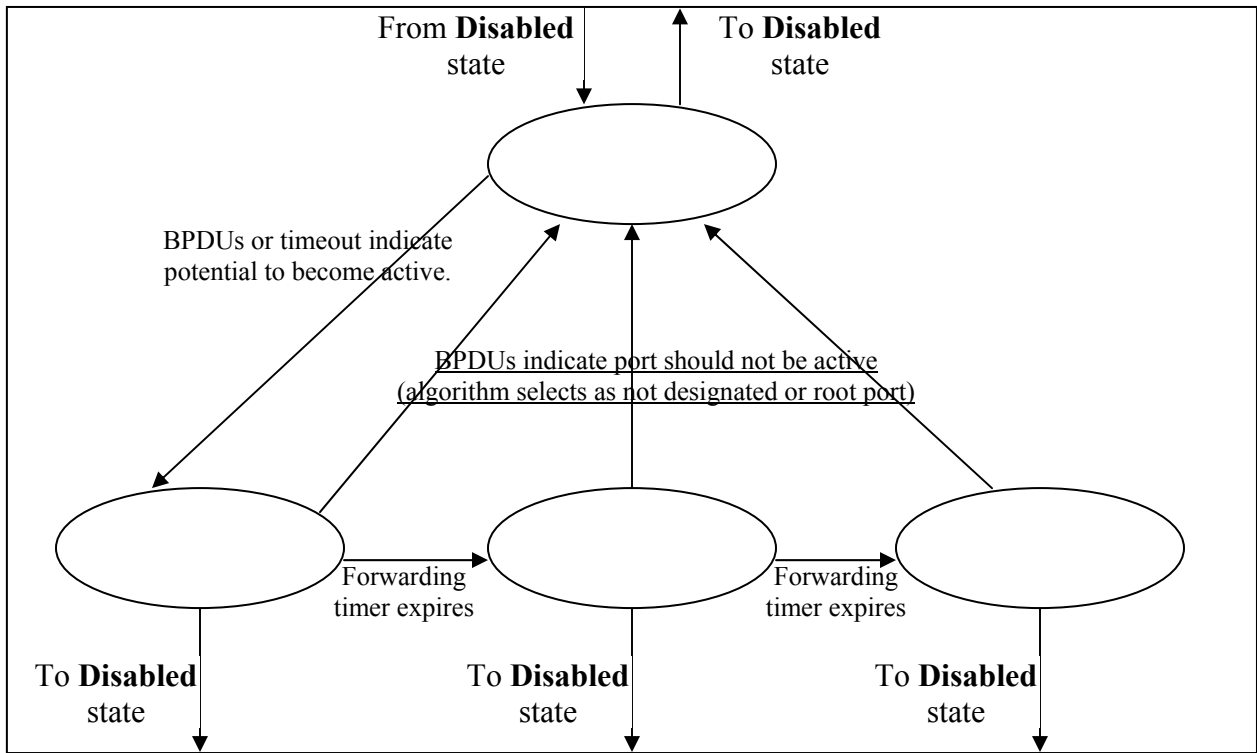 From Disabled
state
To Disabled
state
BPDUs or timeout indicate
potential to become active.
BPDUs indicate port should not be active
(algorithm selects as not designated or root port)
Forwarding
timer expires
Forwarding
timer expires
To Disabled
state
To Disabled
state
To Disabled
state